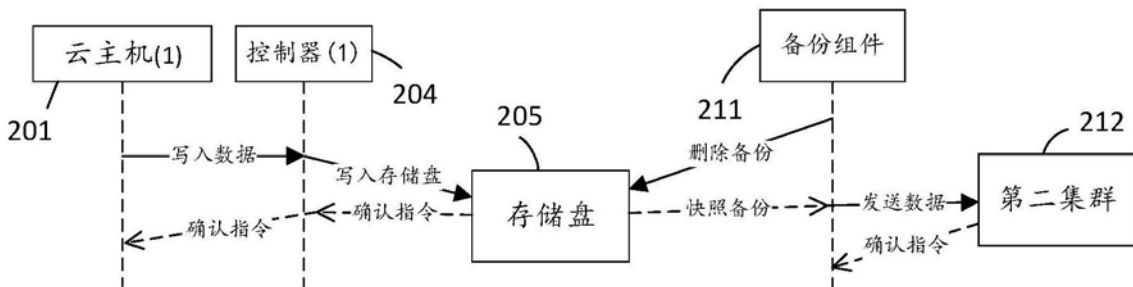 云主机(1)
控制器(1)
备份组件
201
204
211
212
205
写入数据
删除备份
写入存储盘
存储盘
第二集群
确认指令
快照备份
发送数据
确认指令
确认指令